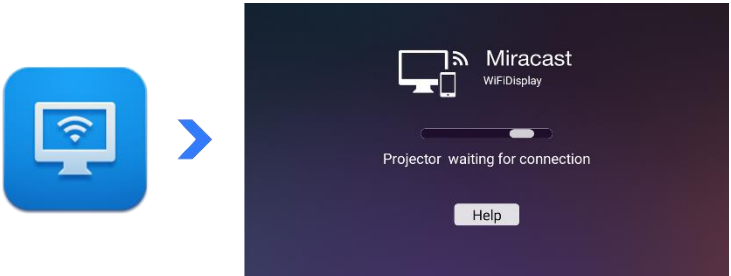 Miracast
WiFiDisplay
Projector waiting for connection
Help